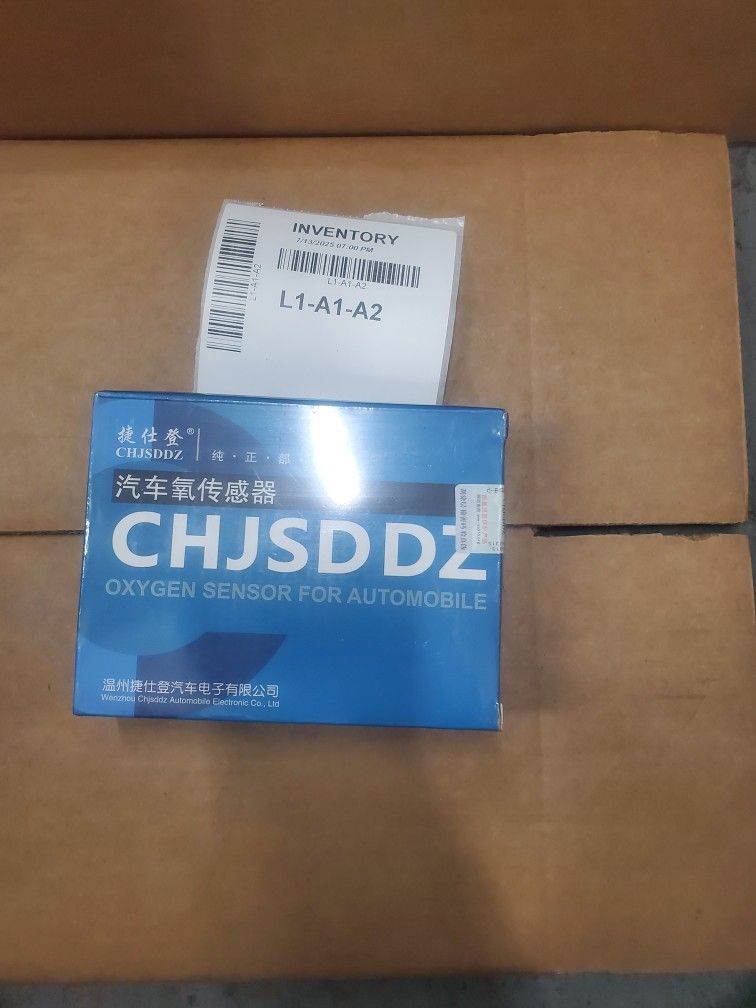 INVENTORY
7/13/2025 07:00 PM
L1-A1-A2
L1-A1-A2
L1-A1-A2
捷仕登®
CHJSDDZ
纯·正·部
汽车氧传感器
CHJSDDZ
OXYGEN SENSOR FOR AUTOMOBILE
温州捷仕登汽车电子有限公司
Wenzhou Chjsddz Automobile Electronic Co., Ltd